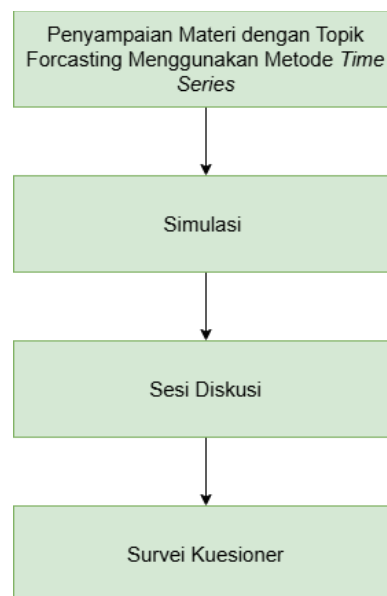 Penyampaian Materi dengan Topik
Forcasting Menggunakan Metode Time
Series
Simulasi
Sesi Diskusi
Survei Kuesioner